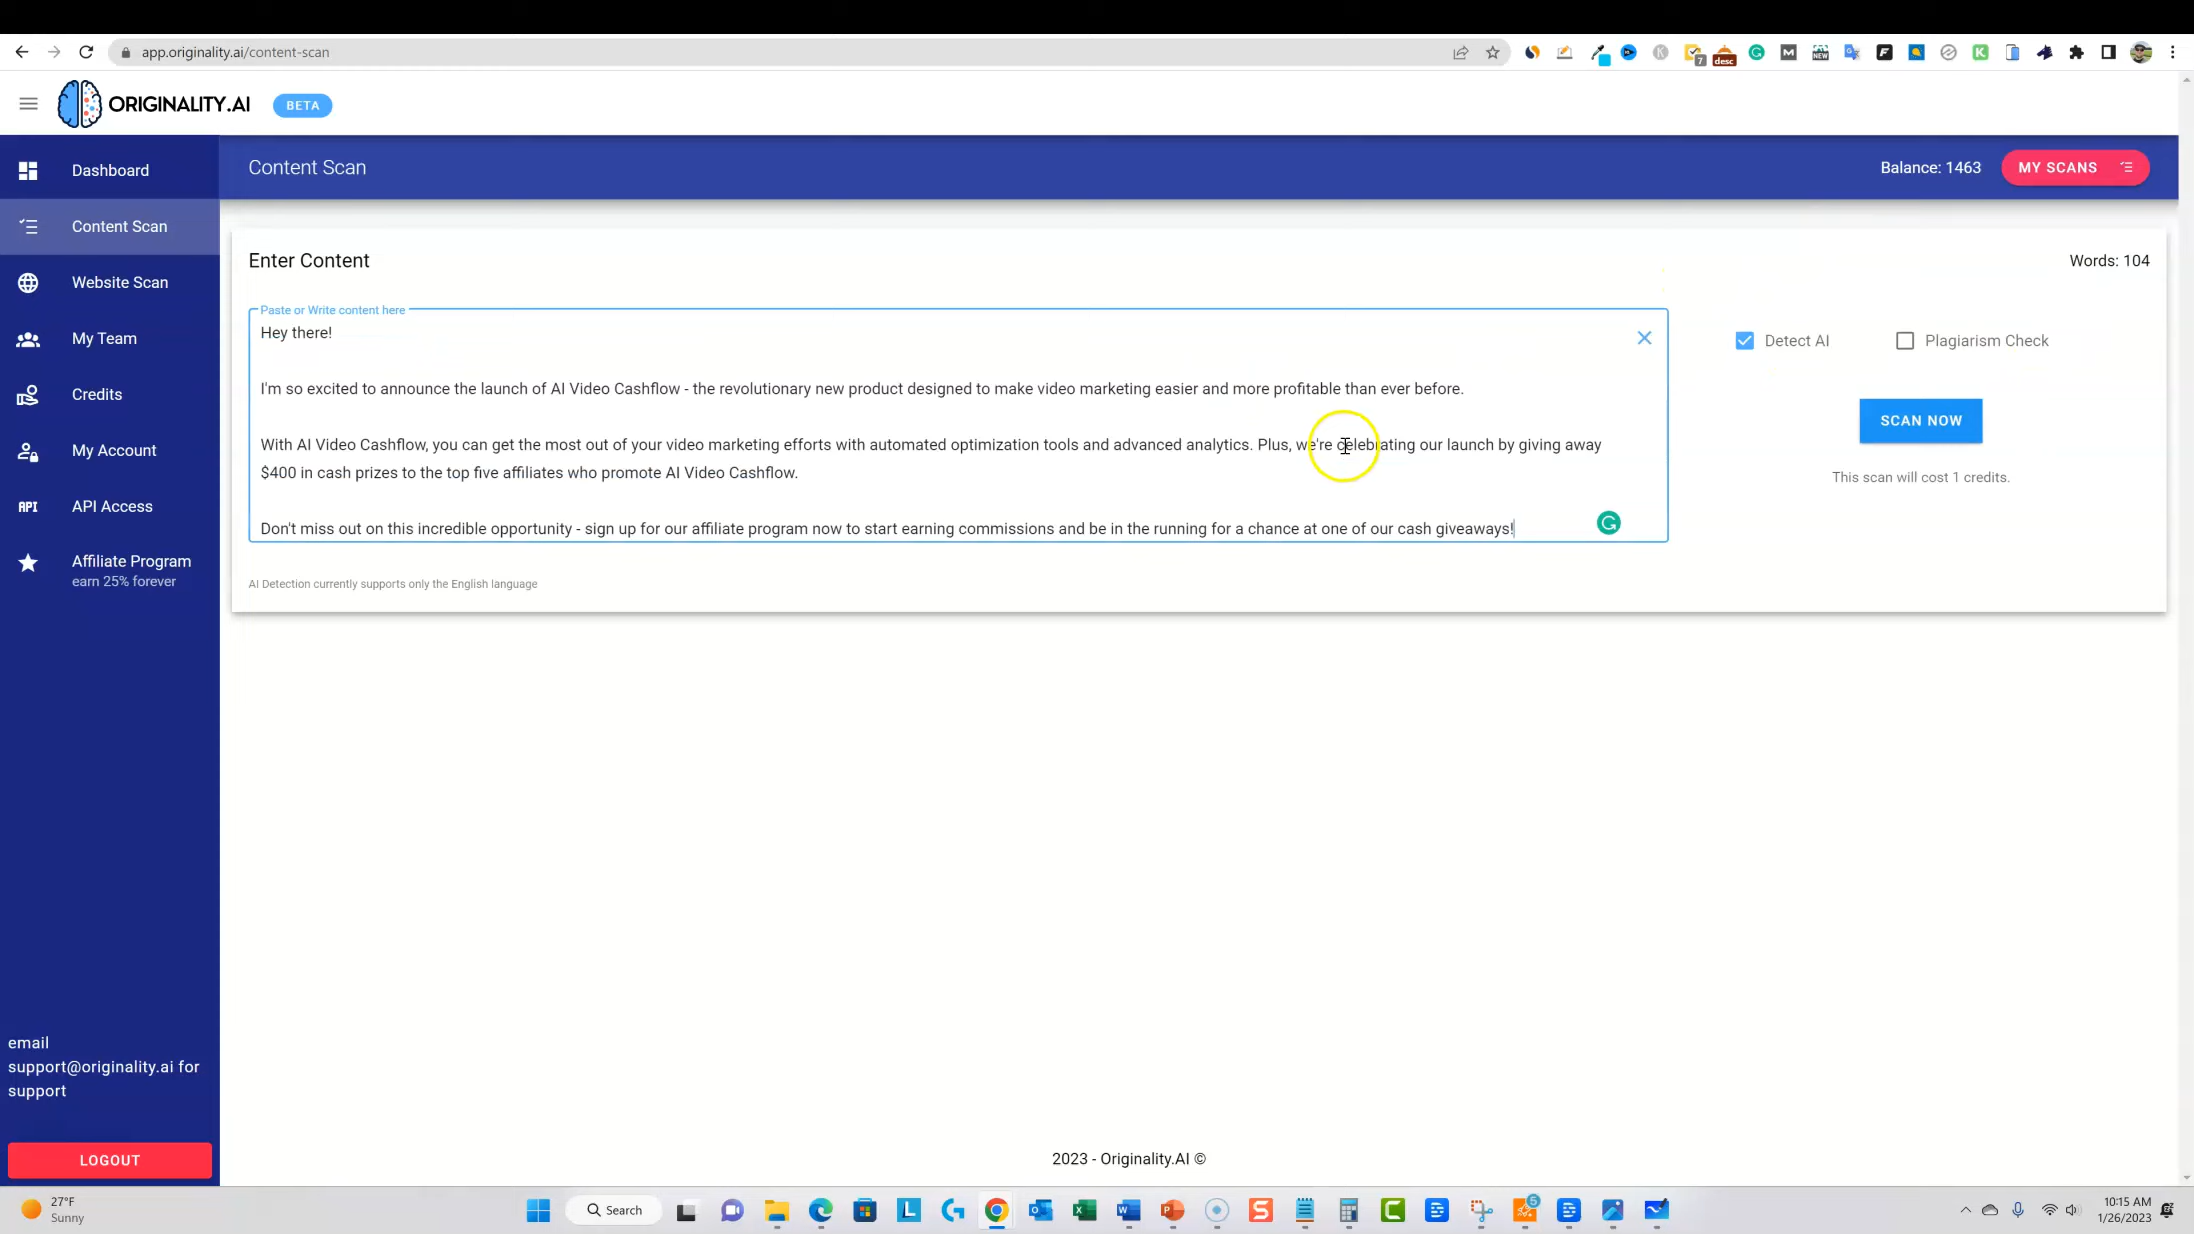 app.originality.ai/content-scan
7
desc
NEW
ORIGINALITY.AI
BETA
Dashboard
Content Scan
Balance: 1463
MY SCANS
Content Scan
Website Scan
My Team
Credits
My Account
API
API Access
Affiliate Program
earn 25% forever
Enter Content
Words: 104
Paste or Write content here
Hey there!
I'm so excited to announce the launch of AI Video Cashflow - the revolutionary new product designed to make video marketing easier and more profitable than ever before.
With AI Video Cashflow, you can get the most out of your video marketing efforts with automated optimization tools and advanced analytics. Plus, we're celebrating our launch by giving away
$400 in cash prizes to the top five affiliates who promote AI Video Cashflow.
Don't miss out on this incredible opportunity - sign up for our affiliate program now to start earning commissions and be in the running for a chance at one of our cash giveaways!
AI Detection currently supports only the English language
Detect AI
Plagiarism Check
SCAN NOW
This scan will cost 1 credits.
email
support@originality.ai for
support
LOGOUT
2023 - Originality.AI ©
27°F
Sunny
Search
5
10:15 AM
1/26/2023